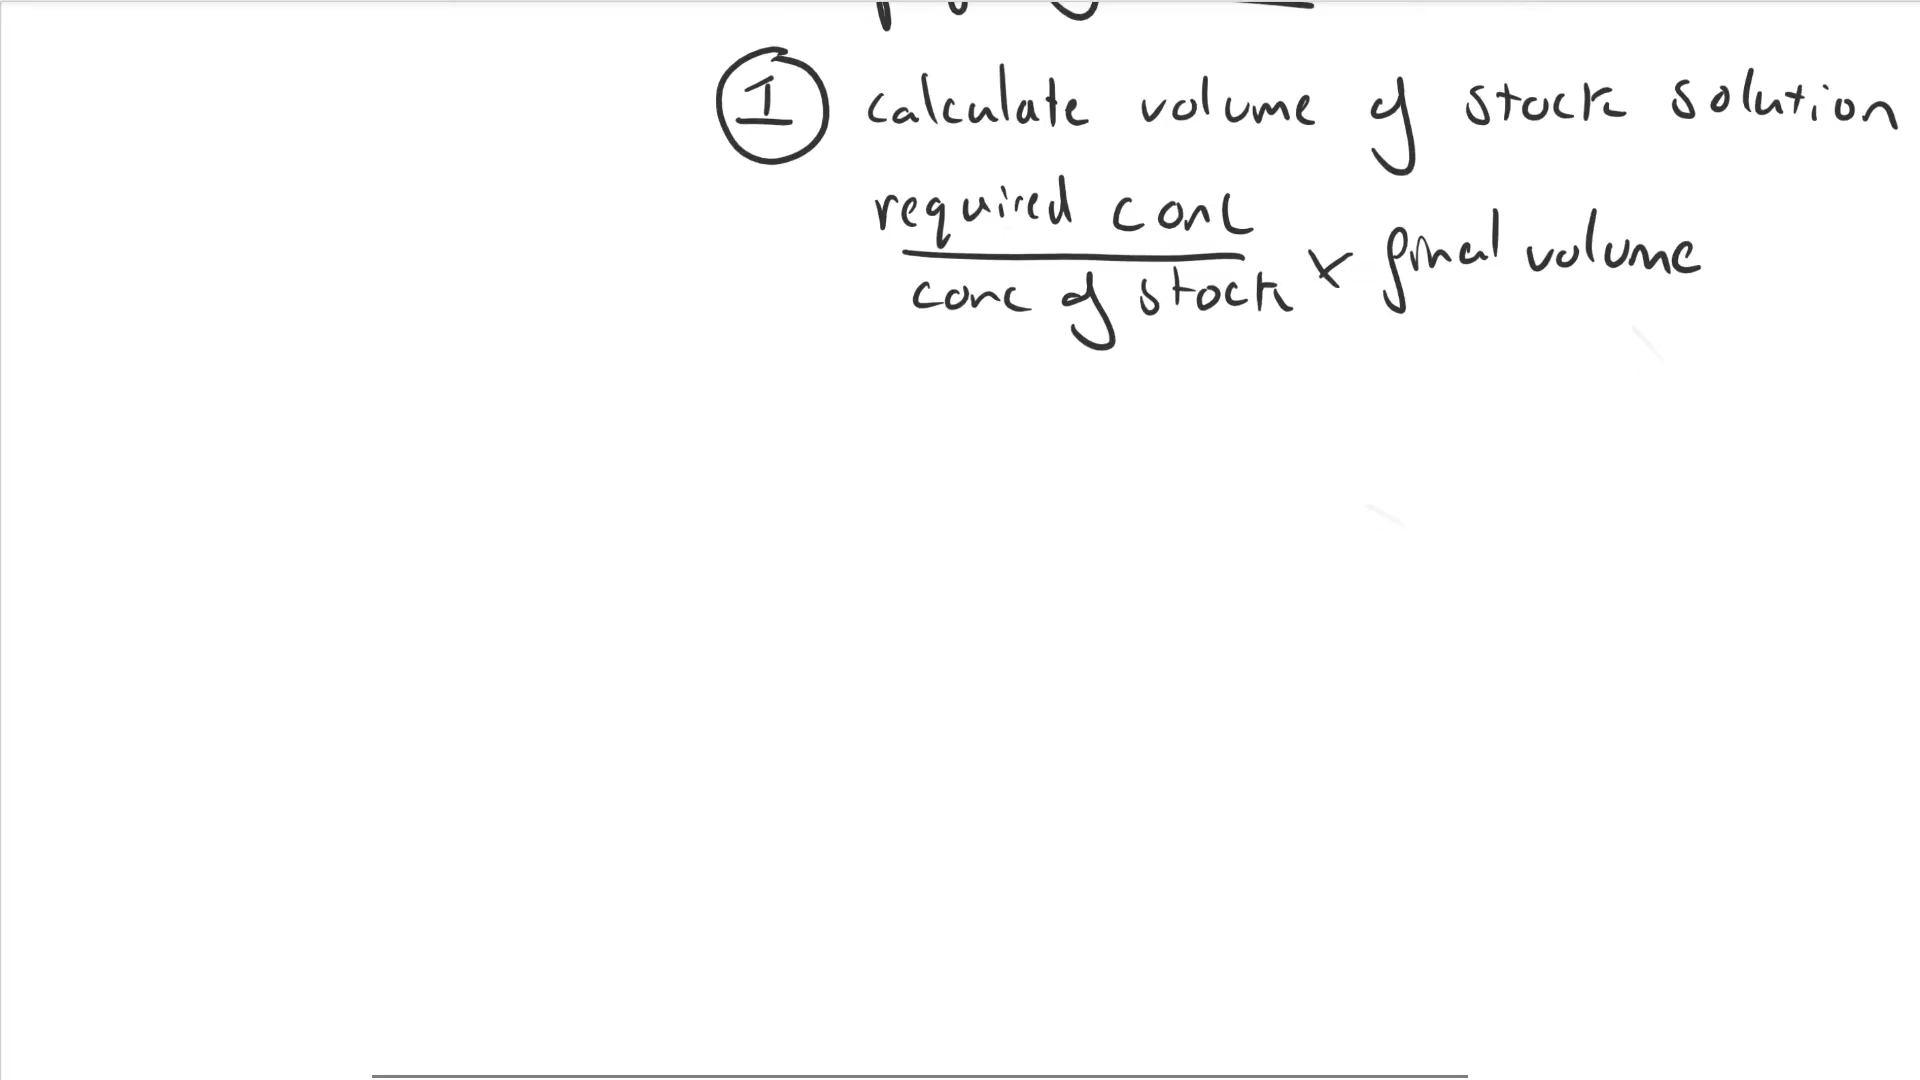 1 calculate volume of stock solution
required conc
conc of stock × final volume